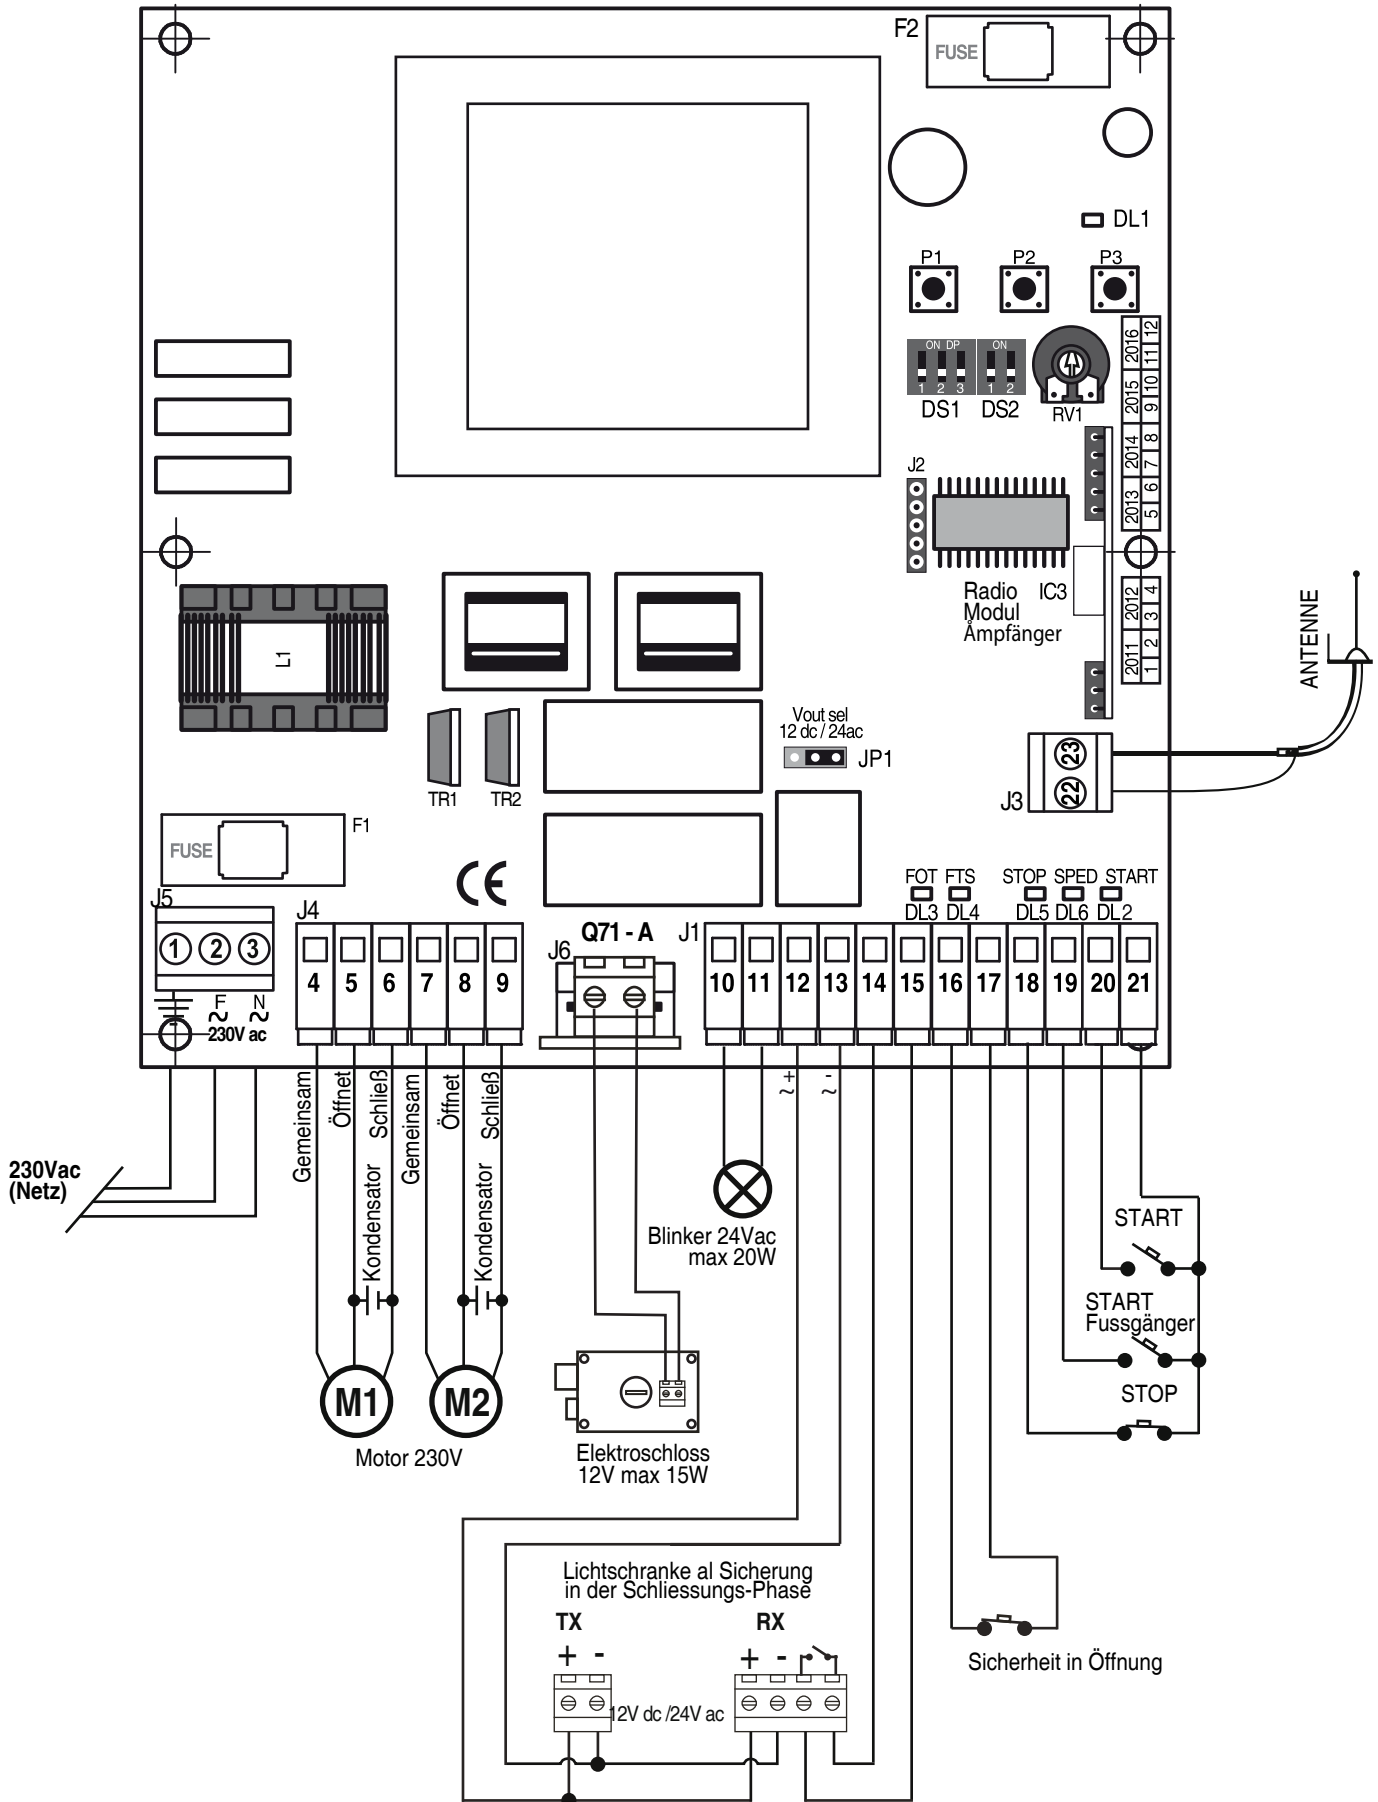 F2
FUSE
DL1
P1
P2
P3
ON DP
1 2 3
DS1
ON
1 2
DS2
RV1
2016
12
11
2015
10
9
2014
8
7
2013
6
5
J2
Radio
Modul
Åmpfänger
IC3
2012
4
3
2011
2
1
ANTENNE
L1
TR1
TR2
Vout sel
12 dc / 24ac
JP1
J3
23
22
F1
FUSE
CE
FOT
FTS
STOP
SPED
START
DL3
DL4
DL5
DL6
DL2
J5
1
2
3
F
N
~
~
230V ac
J4
4
5
6
7
8
9
Q71 - A
J6
J1
10
11
12
13
14
15
16
17
18
19
20
21
Gemeinsam
Öffnet
Schließ
Gemeinsam
Öffnet
Schließ
+
~
-
~
230Vac
(Netz)
Kondensator
Kondensator
M1
M2
Motor 230V
Blinker 24Vac
max 20W
Elektroschloss
12V max 15W
START
START
Fussgänger
STOP
Lichtschranke al Sicherung
in der Schliessungs-Phase
TX
RX
+ -
+ -
12V dc /24V ac
Sicherheit in Öffnung